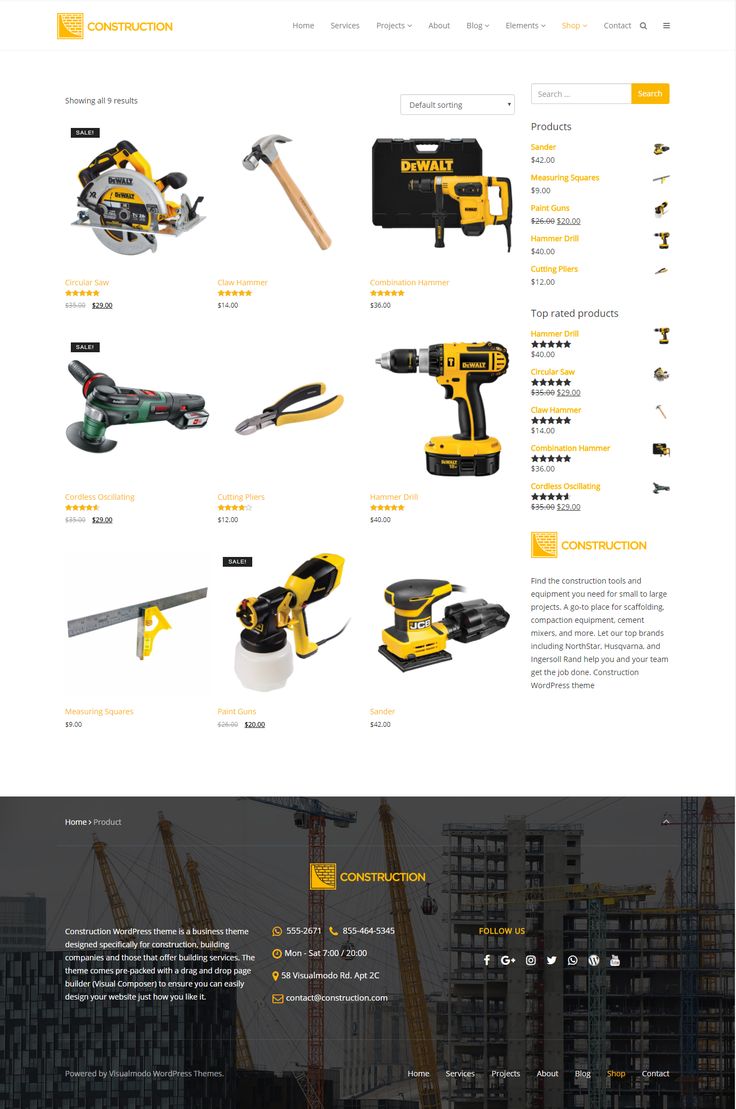 CONSTRUCTION
Home Services Projects About Blog Elements Shop Contact
Showing all 9 results
Default sorting
Search ...
Search
SALE!
DEWALT
XR
DEWALT
Circular Saw
$35.00 $29.00
Claw Hammer
$14.00
DEWALT
DEWALT
Combination Hammer
$36.00
SALE!
Cordless Oscillating
$35.00 $29.00
Cutting Pliers
$12.00
DEWALT
DEWALT
Hammer Drill
$40.00
Measuring Squares
$9.00
SALE!
Paint Guns
$26.00 $20.00
JCB
Sander
$42.00
Products
Sander
$42.00
Measuring Squares
$9.00
Paint Guns
$26.00 $20.00
Hammer Drill
$40.00
Cutting Pliers
$12.00
Top rated products
Hammer Drill
$40.00
Circular Saw
$35.00 $29.00
Claw Hammer
$14.00
Combination Hammer
$36.00
Cordless Oscillating
$35.00 $29.00
CONSTRUCTION
Find the construction tools and
equipment you need for small to large
projects. A go-to place for scaffolding,
compaction equipment, cement
mixers, and more. Let our top brands
including NorthStar, Husqvarna, and
Ingersoll Rand help you and your team
get the job done. Construction
WordPress theme
Home > Product
CONSTRUCTION
Construction WordPress theme is a business theme
designed specifically for construction, building
companies and those that offer building services. The
theme comes pre-packed with a drag and drop page
builder (Visual Composer) to ensure you can easily
design your website just how you like it.
555-2671 855-464-5345
Mon - Sat 7:00 / 20:00
58 Visualmodo Rd. Apt 2C
contact@construction.com
FOLLOW US
Powered by Visualmodo WordPress Themes.
Home Services Projects About Blog Shop Contact